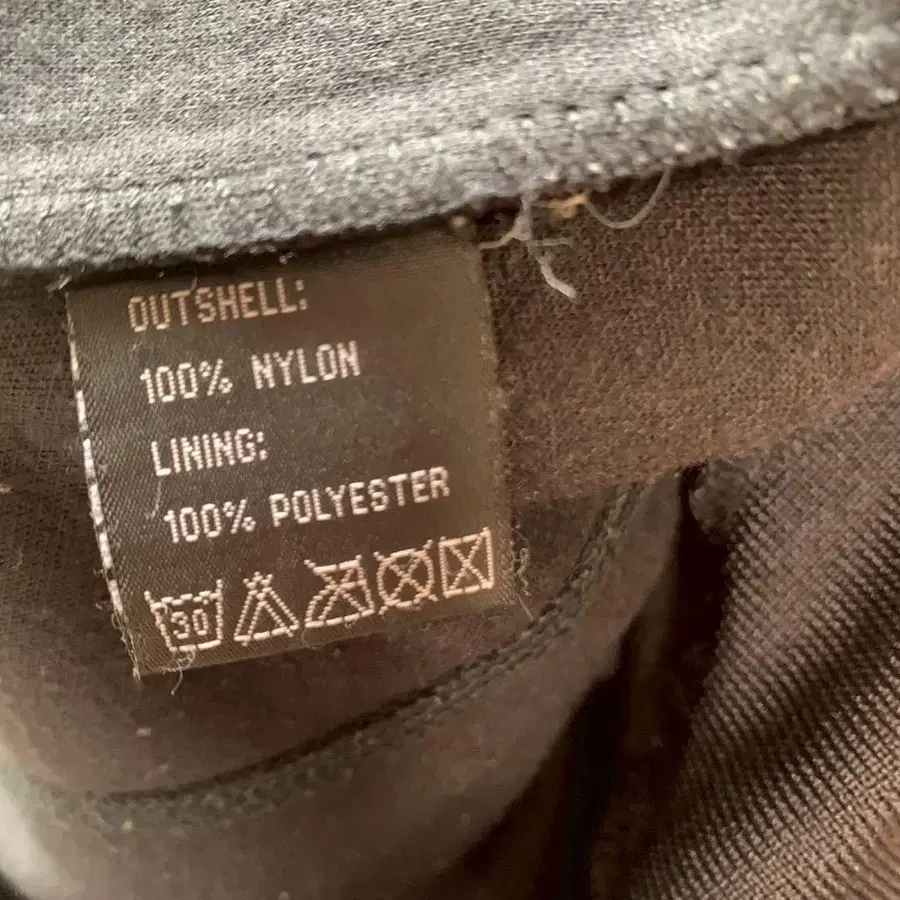 OUTSHELL:
100% NYLON
LINING:
100% POLYESTER
30